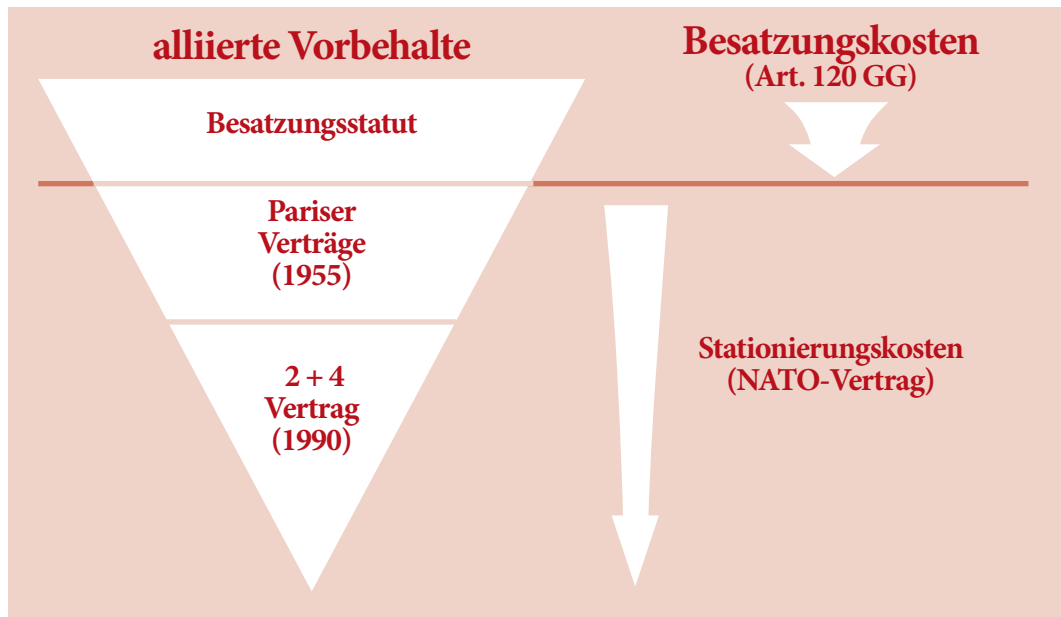 alliierte Vorbehalte
Besatzungsstatut
Pariser
Verträge
(1955)
2 + 4
Vertrag
(1990)
Besatzungskosten
(Art. 120 GG)
Stationierungskosten
(NATO-Vertrag)